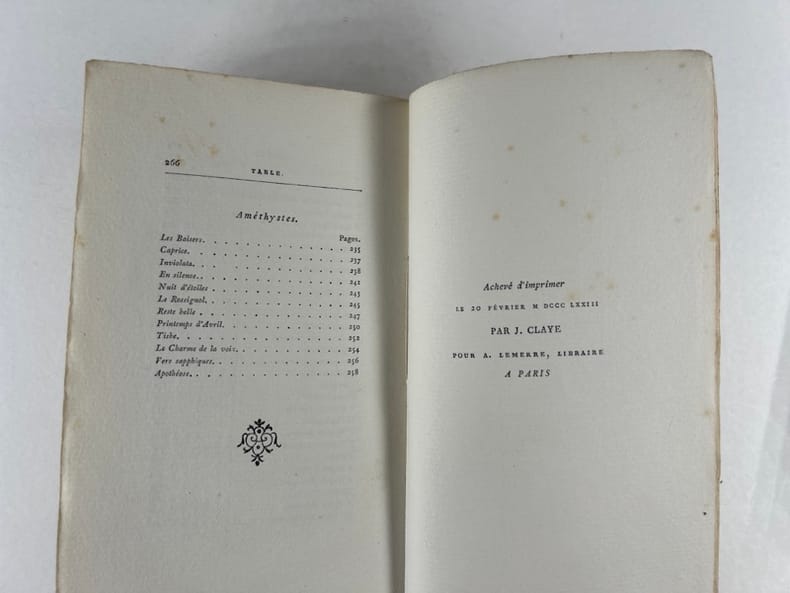 266
TABLE.
Améthystes.
Pages.
Les Baisers. . . . . . . . . . . . . . 235
Caprice. . . . . . . . . . . . . . . 237
Inviolata. . . . . . . . . . . . . . 238
En silence. . . . . . . . . . . . . . 241
Nuit d'étoiles . . . . . . . . . . . . 243
Le Rossignol. . . . . . . . . . . . . 245
Reste belle . . . . . . . . . . . . . 247
Printemps d'Avril. . . . . . . . . . . 250
Tisbe. . . . . . . . . . . . . . . . 252
Le Charme de la voix. . . . . . . . . . 254
Vers sapphiques. . . . . . . . . . . . 256
Apothéose. . . . . . . . . . . . . . 258
Achevé d'imprimer
LE 20 FÉVRIER M DCCC LXXIII
PAR J. CLAYE
POUR A. LEMERRE, LIBRAIRE
A PARIS